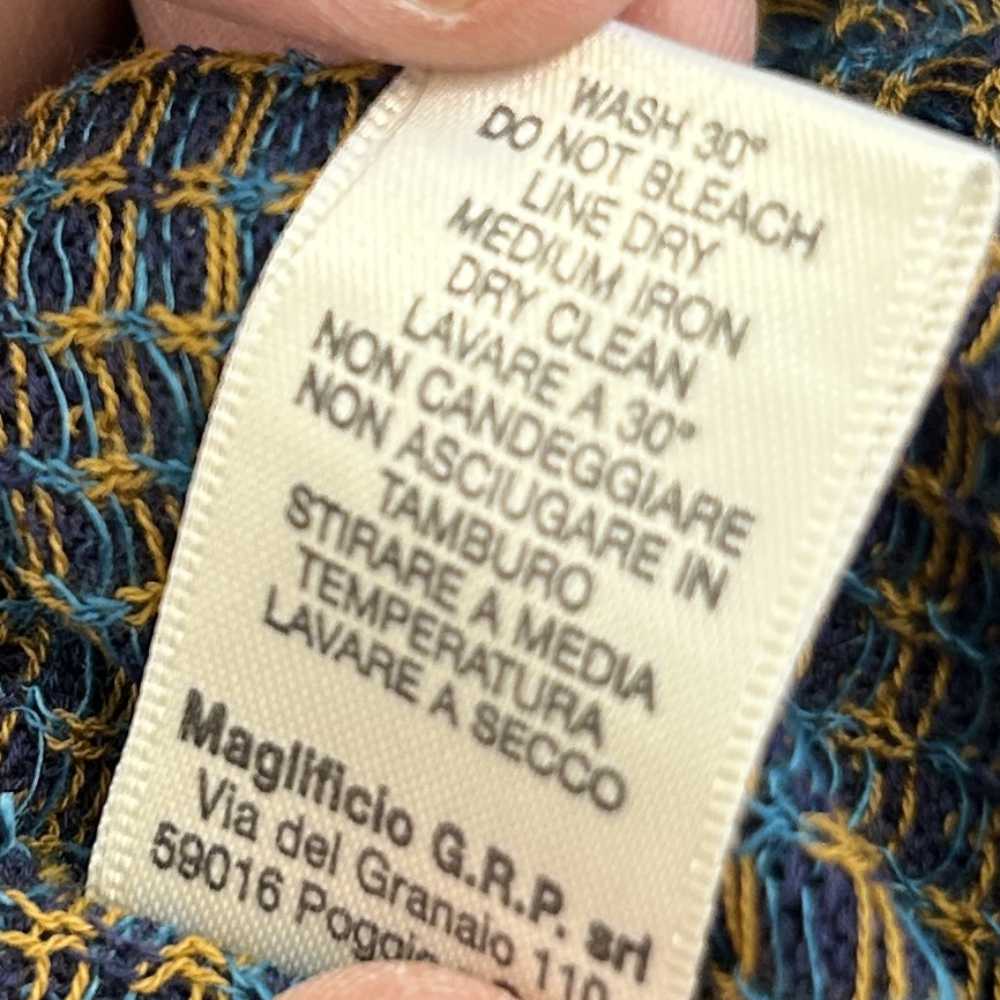 WASH 30°
DO NOT BLEACH
LINE DRY
MEDIUM IRON
DRY CLEAN
LAVARE A 30°
NON CANDEGGIARE
NON ASCIUGARE IN
TAMBURO
STIRARE A MEDIA
TEMPERATURA
LAVARE A SECCO
Maglificio G.R.P. srl
Via del Granaio 110
59016 Poggio